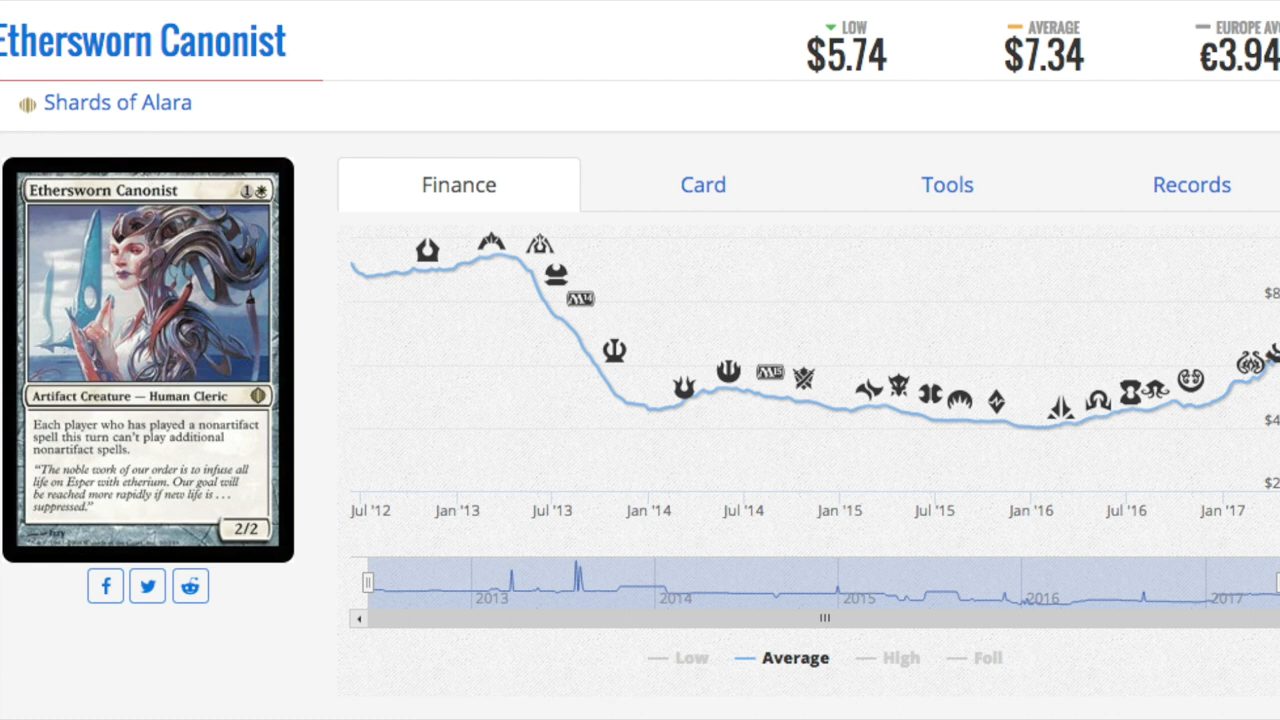 Ethersworn Canonist
LOW
$5.74
AVERAGE
$7.34
EUROPE AV
€3.94
Shards of Alara
Ethersworn Canonist
1
Artifact Creature — Human Cleric
Each player who has played a nonartifact
spell this turn can't play additional
nonartifact spells.
"The noble work of our order is to infuse all
life on Esper with etherium. Our goal will
be reached more rapidly if new life is . . .
suppressed."
2/2
Finance
Card
Tools
Records
M14
M15
$8
$4
$2
Jul '12
Jan '13
Jul '13
Jan '14
Jul '14
Jan '15
Jul '15
Jan '16
Jul '16
Jan '17
2013
2014
2015
2016
2017
Low
Average
High
Foil